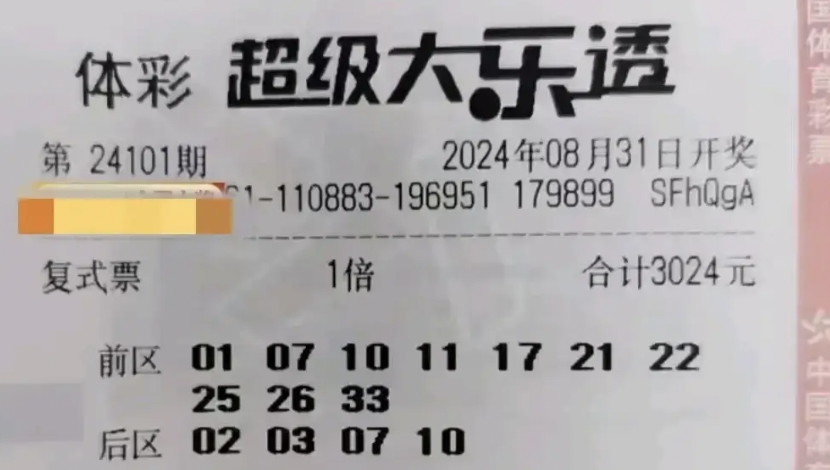 体彩 超级大乐透
第 24101期 2024年08月31日开奖
1-110883-196951 179899 SFhQgA
复式票 1倍 合计3024元
前区 01 07 10 11 17 21 22
25 26 33
后区 02 03 07 10
国体育彩票
中国体